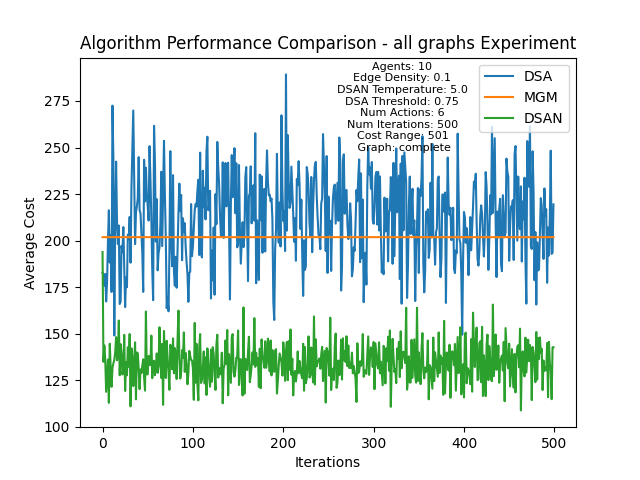 Algorithm Performance Comparison - all graphs Experiment
Agents: 10
Edge Density: 0.1
DSAN Temperature: 5.0
DSA Threshold: 0.75
Num Actions: 6
Num Iterations: 500
Cost Range: 501
Graph: complete
DSA
MGM
DSAN
Average Cost
275
250
225
200
175
150
125
100
0
100
200
300
400
500
Iterations